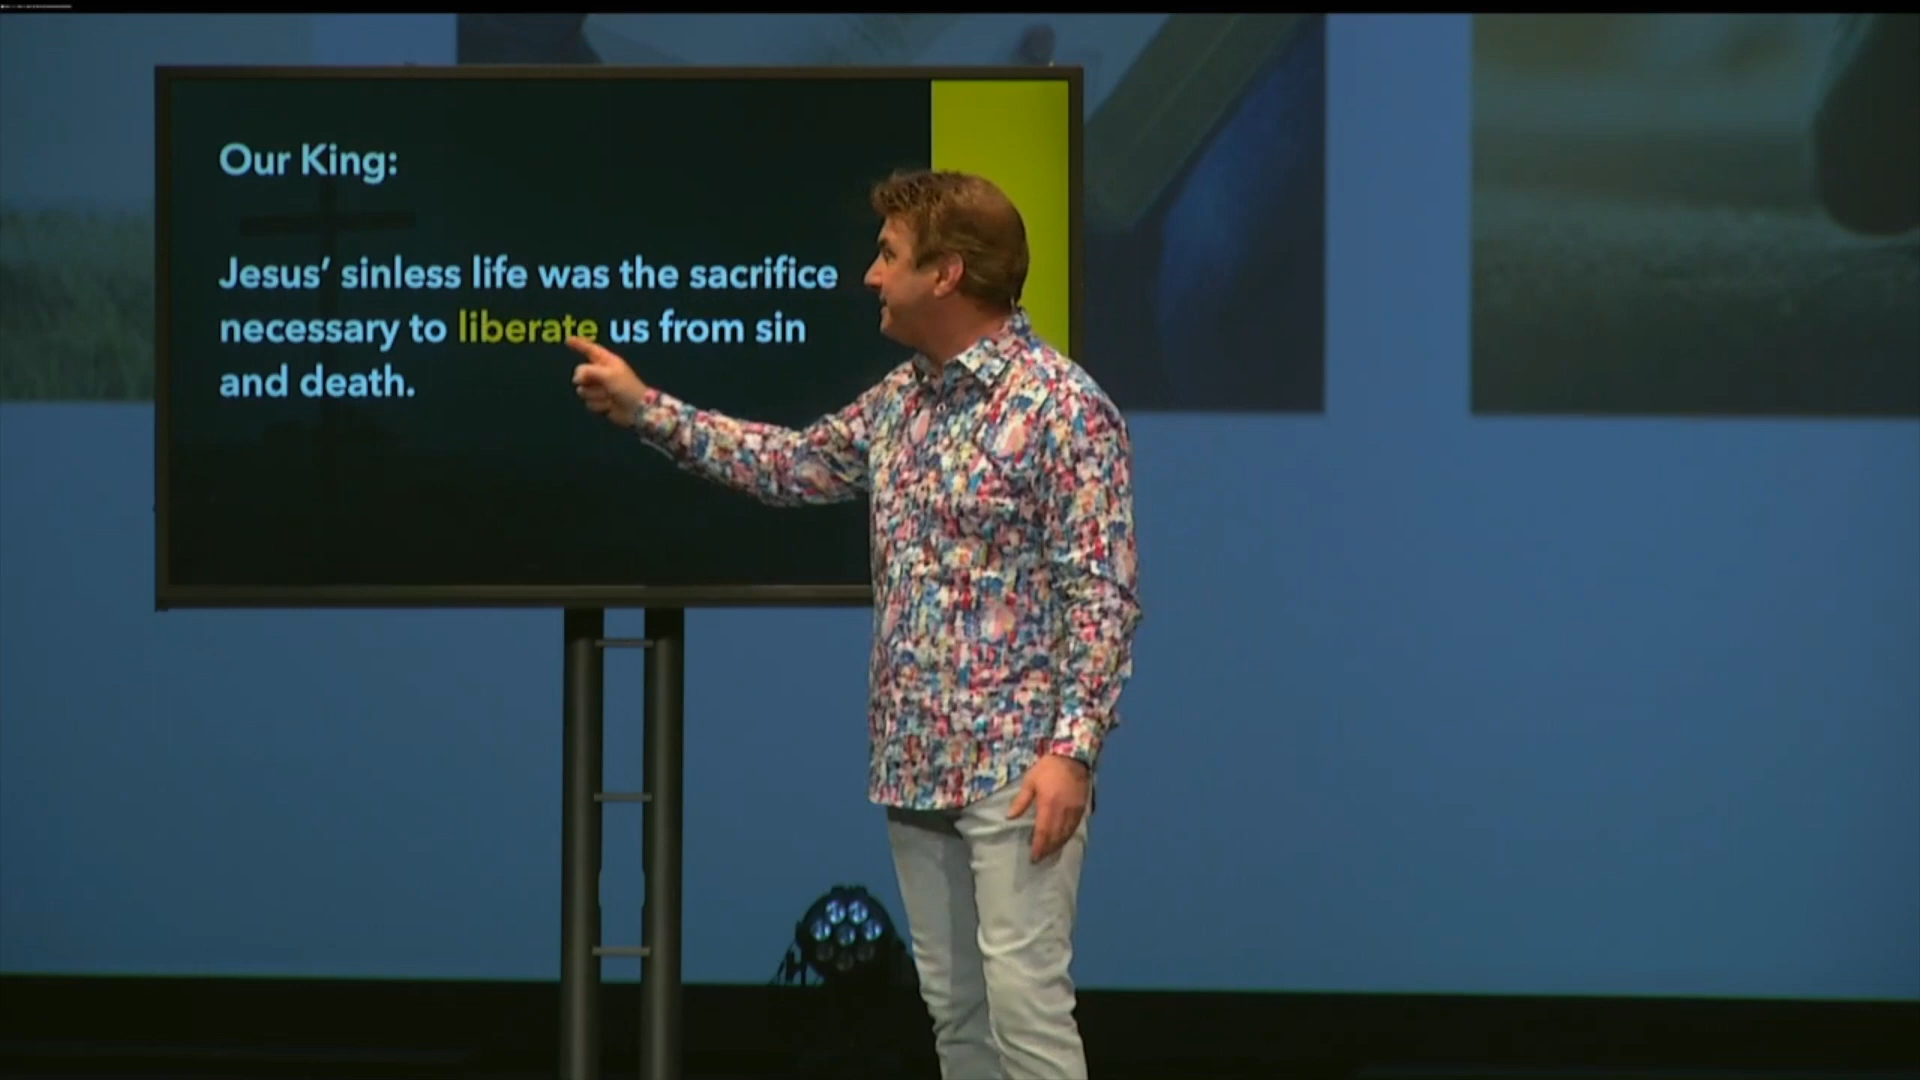 Our King:
Jesus' sinless life was the sacrifice
necessary to liberate us from sin
and death.